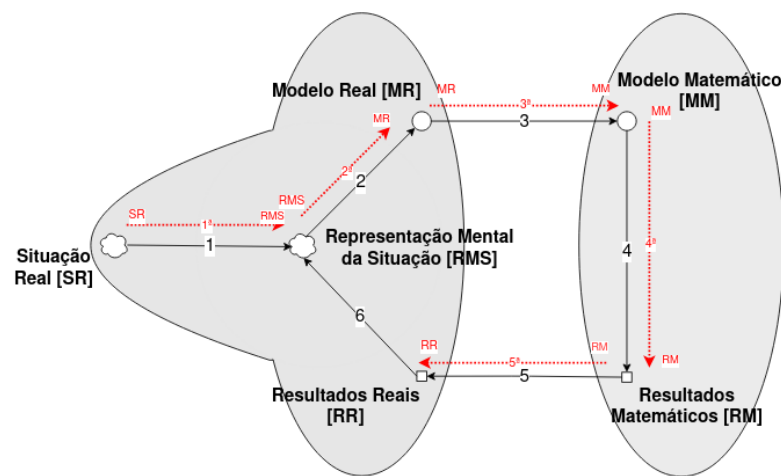 Modelo Real [MR]
MR
MM
Modelo Matemático
[MM]
3ª
3
MR
MM
2ª
2
RMS
SR
1ª
RMS
1
Situação
Real [SR]
Representação Mental
da Situação [RMS]
4
4ª
6
RR
5ª
RM
RM
5
Resultados Reais
[RR]
Resultados
Matemáticos [RM]